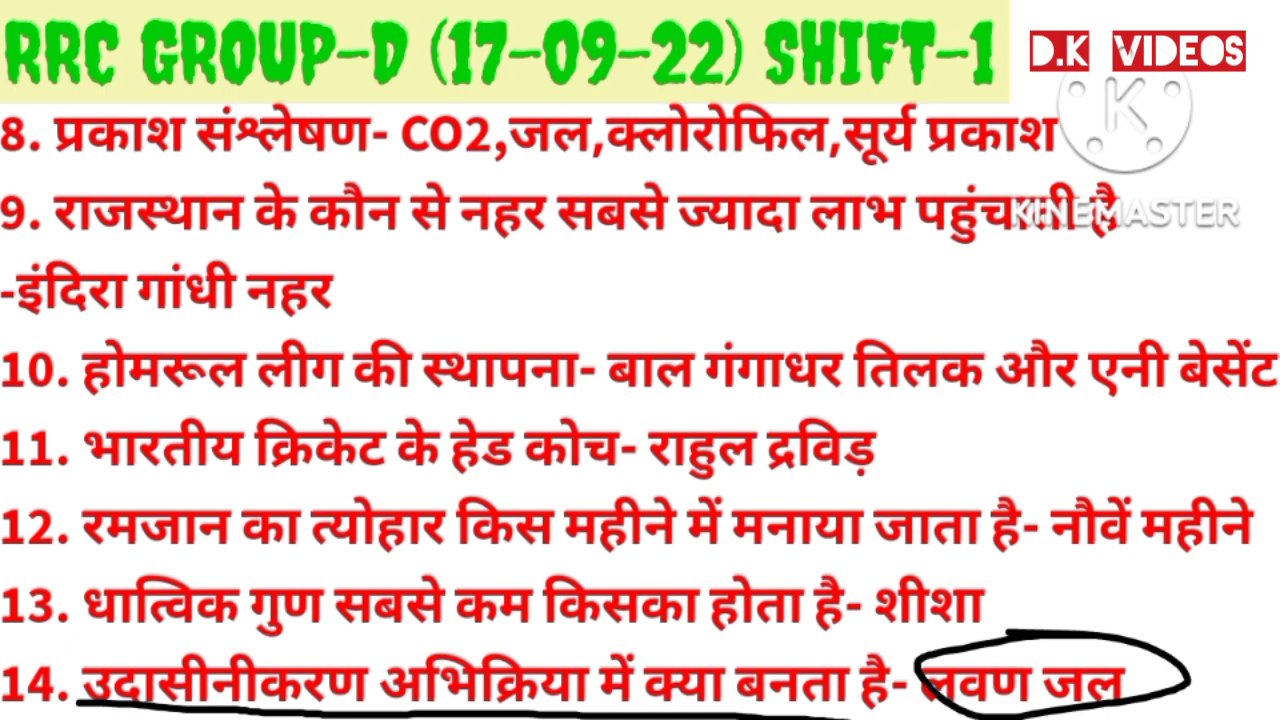 RRC GROUP-D (17-09-22) SHIFT-1 D.K VIDEOS
8. प्रकाश संश्लेषण- CO2,जल,क्लोरोफिल,सूर्य प्रकाश
K
9. राजस्थान के कौन से नहर सबसे ज्यादा लाभ पहुंचाती है
KINEMASTER
-इंदिरा गांधी नहर
10. होमरूल लीग की स्थापना- बाल गंगाधर तिलक और एनी बेसेंट
11. भारतीय क्रिकेट के हेड कोच- राहुल द्रविड़
12. रमजान का त्योहार किस महीने में मनाया जाता है- नौवें महीने
13. धात्विक गुण सबसे कम किसका होता है- शीशा
14. उदासीनीकरण अभिक्रिया में क्या बनता है- लवण जल